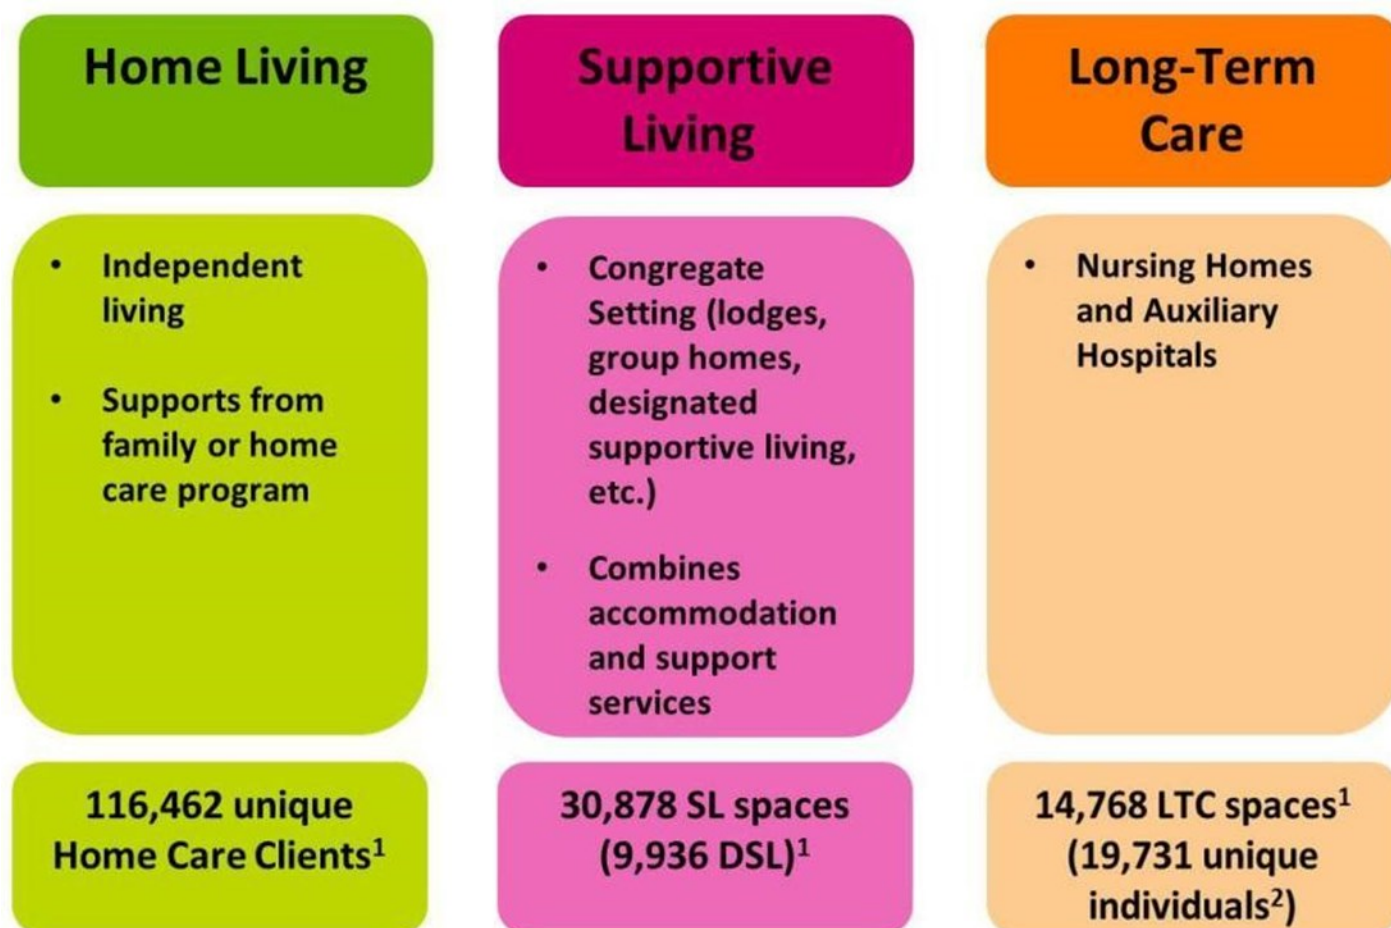 Home Living
Supportive
Living
Long-Term
Care
• Independent
living
• Supports from
family or home
care program
• Congregate
Setting (lodges,
group homes,
designated
supportive living,
etc.)
• Combines
accommodation
and support
services
• Nursing Homes
and Auxiliary
Hospitals
116,462 unique
Home Care Clients¹
30,878 SL spaces
(9,936 DSL)¹
14,768 LTC spaces¹
(19,731 unique
individuals²)